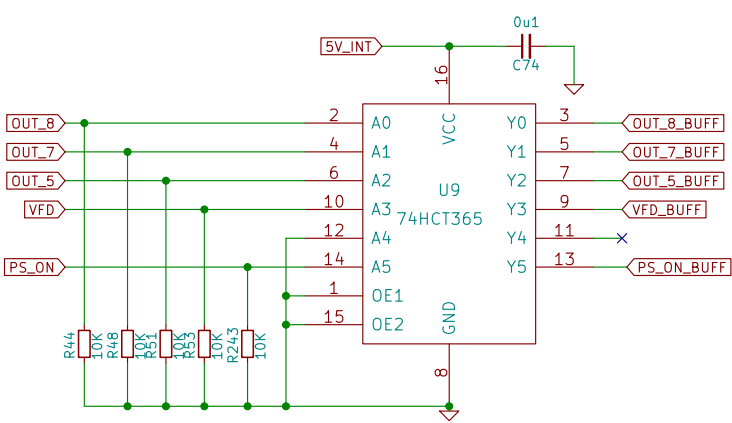 0u1
5V_INT
C74
16
VCC
OUT_8
2
A0
Y0
3
OUT_8_BUFF
OUT_7
4
A1
Y1
5
OUT_7_BUFF
OUT_5
6
A2
Y2
7
OUT_5_BUFF
U9
VFD
10
A3
Y3
9
VFD_BUFF
74HCT365
12
A4
Y4
11
PS_ON
14
A5
Y5
13
PS_ON_BUFF
1
OE1
15
OE2
GND
R44
10K
R48
10K
R51
10K
R53
10K
R243
10K
8